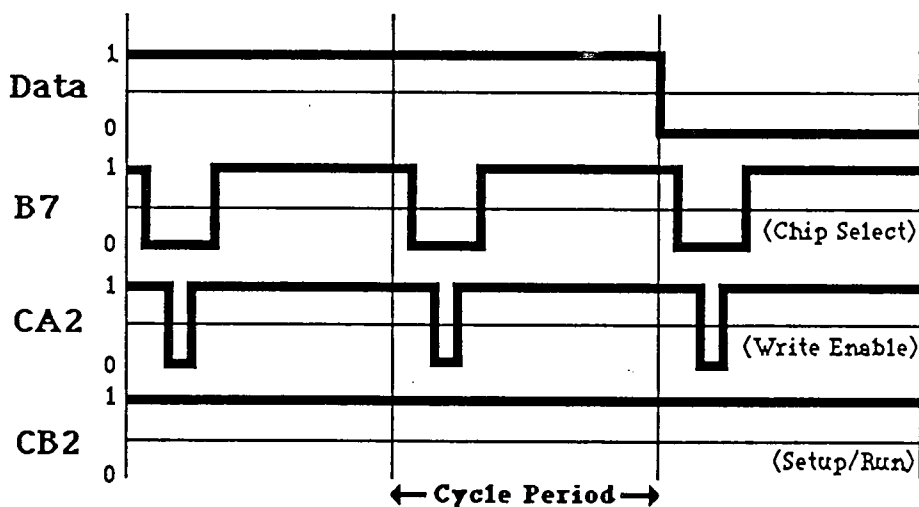 1
Data
0
1
B7
0
⟨Chip Select⟩
1
CA2
0
⟨Write Enable⟩
1
CB2
0
⟨Setup/Run⟩
← Cycle Period →